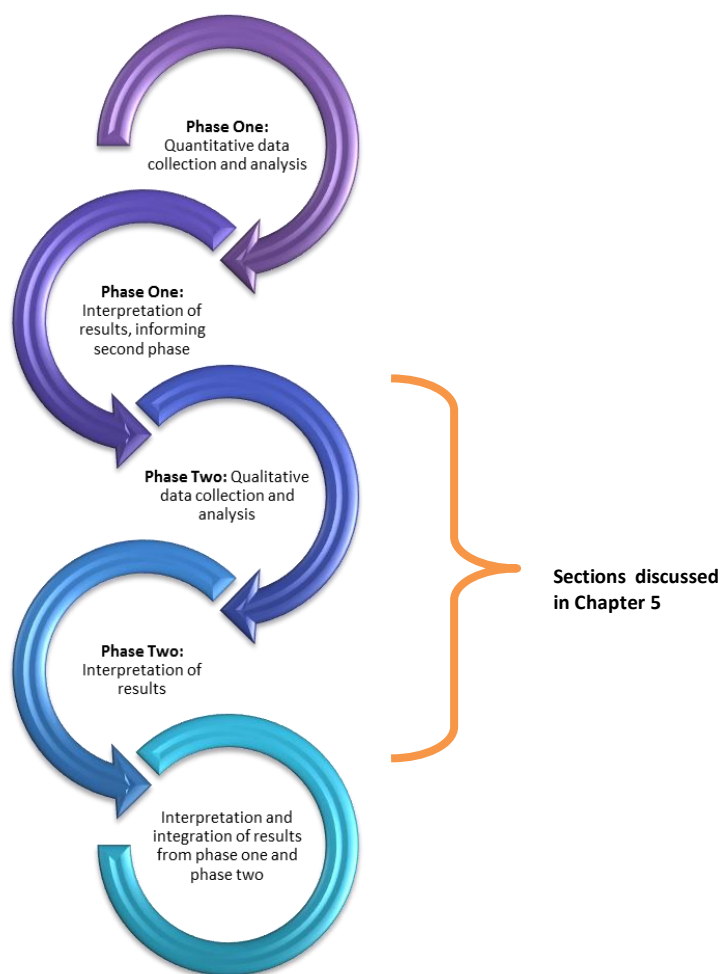 Phase One:
Quantitative data
collection and analysis
Phase One:
Interpretation of
results, informing
second phase
Phase Two: Qualitative
data collection and
analysis
Sections discussed
in Chapter 5
Phase Two:
Interpretation of
results
Interpretation and
integration of results
from phase one and
phase two